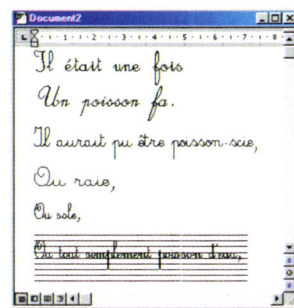 Document2
Il était une fois
Un poisson fa.
Il aurait pu être poisson-scie,
Ou raie,
Ou sole,
Ou tout simplement poisson d'eau,